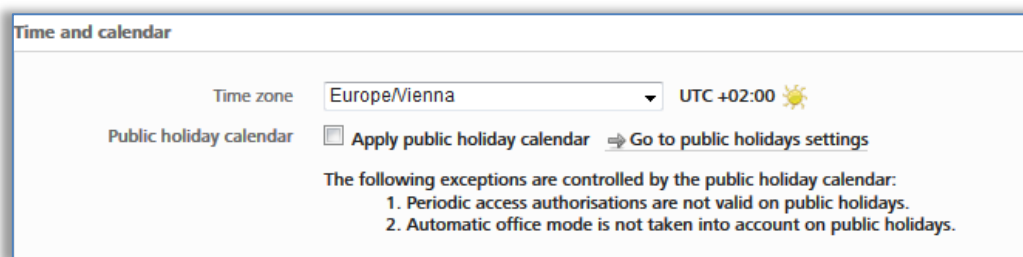 Time and calendar
Time zone Europe/Vienna UTC +02:00
Public holiday calendar Apply public holiday calendar Go to public holidays settings
The following exceptions are controlled by the public holiday calendar:
1. Periodic access authorisations are not valid on public holidays.
2. Automatic office mode is not taken into account on public holidays.